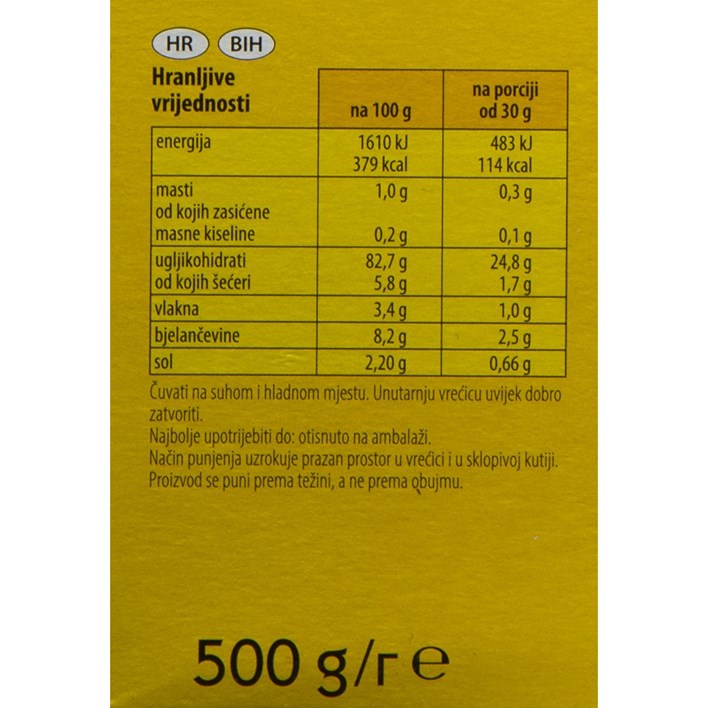 HR BIH
Hranljive
vrijednosti
na 100 g
na porciji
od 30 g
energija 1610 kJ 483 kJ
379 kcal 114 kcal
masti 1,0 g 0,3 g
od kojih zasićene
masne kiseline 0,2 g 0,1 g
ugljikohidrati 82,7 g 24,8 g
od kojih šećeri 5,8 g 1,7 g
vlakna 3,4 g 1,0 g
bjelančevine 8,2 g 2,5 g
sol 2,20 g 0,66 g
Čuvati na suhom i hladnom mjestu. Unutarnju vrećicu uvijek dobro
zatvoriti.
Najbolje upotrijebiti do: otisnuto na ambalaži.
Način punjenja uzrokuje prazan prostor u vrećici i u sklopivoj kutiji.
Proizvod se puni prema težini, a ne prema obujmu.
500 g/г ℮